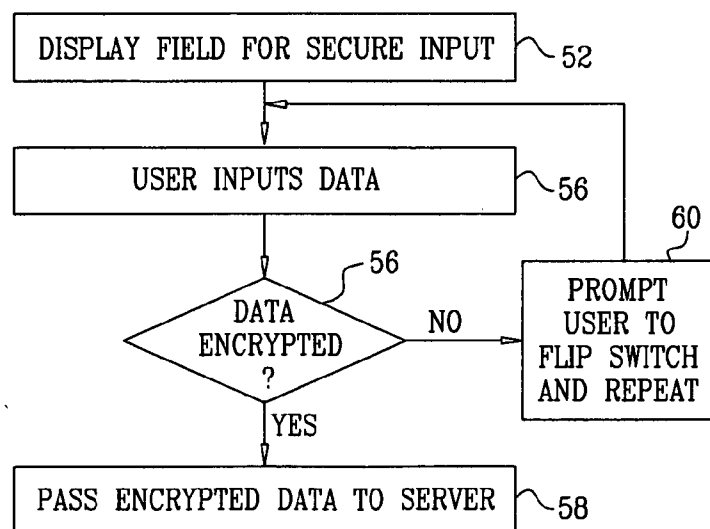 DISPLAY FIELD FOR SECURE INPUT
52
USER INPUTS DATA
56
56
DATA
ENCRYPTED
?
NO
60
PROMPT
USER TO
FLIP SWITCH
AND REPEAT
YES
PASS ENCRYPTED DATA TO SERVER
58